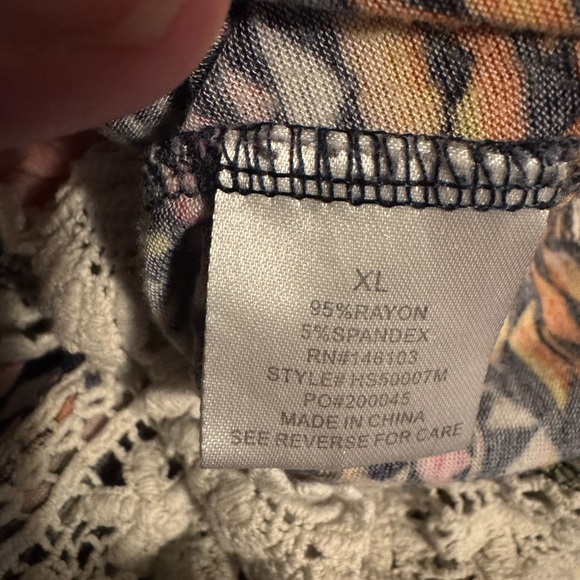 XL
95%RAYON
5%SPANDEX
RN#146103
STYLE# HS50007M
PO#200045
MADE IN CHINA
SEE REVERSE FOR CARE